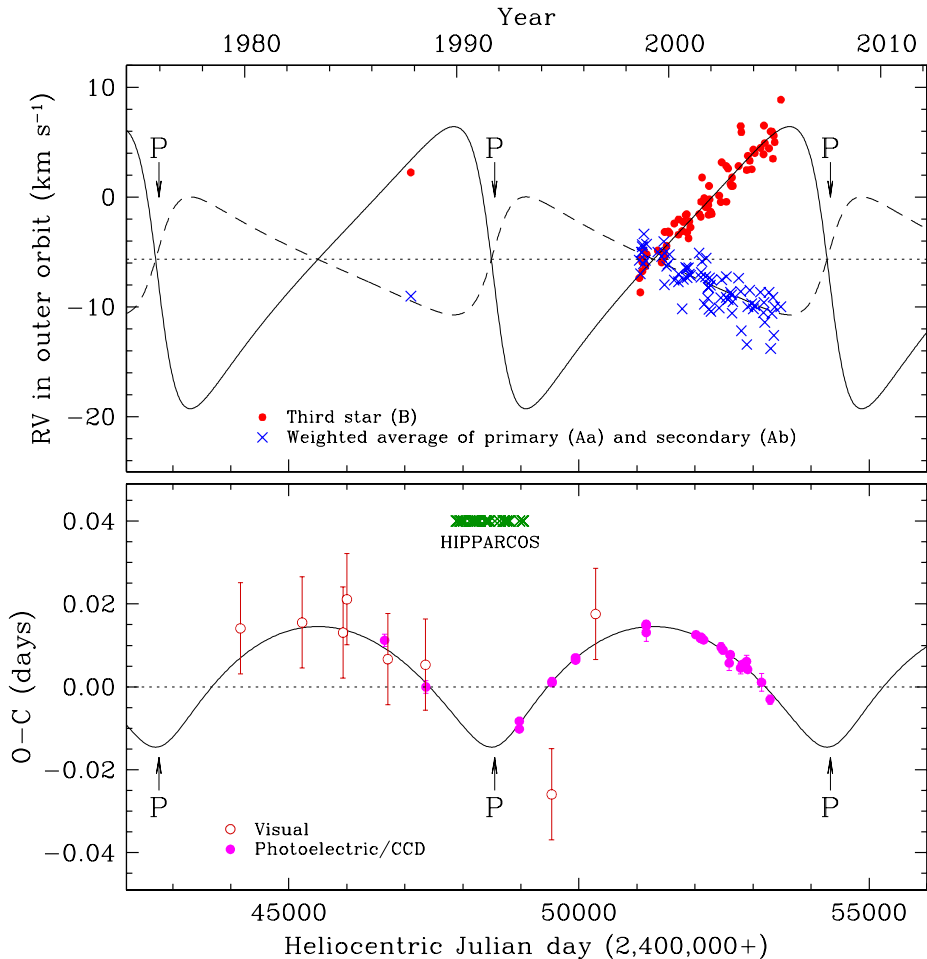 Year
1980 1990 2000 2010
10
0
−10
−20
RV in outer orbit (km s⁻¹)
P P P
Third star (B)
Weighted average of primary (Aa) and secondary (Ab)
0.04
0.02
0.00
−0.02
−0.04
O−C (days)
HIPPARCOS
P P P
Visual
Photoelectric/CCD
45000 50000 55000
Heliocentric Julian day (2,400,000+)